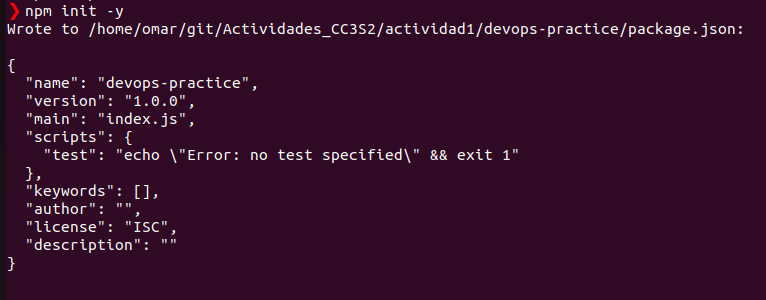 ❯ npm init -y
Wrote to /home/omar/git/Actividades_CC3S2/actividad1/devops-practice/package.json:
{
  "name": "devops-practice",
  "version": "1.0.0",
  "main": "index.js",
  "scripts": {
    "test": "echo \"Error: no test specified\" && exit 1"
  },
  "keywords": [],
  "author": "",
  "license": "ISC",
  "description": ""
}